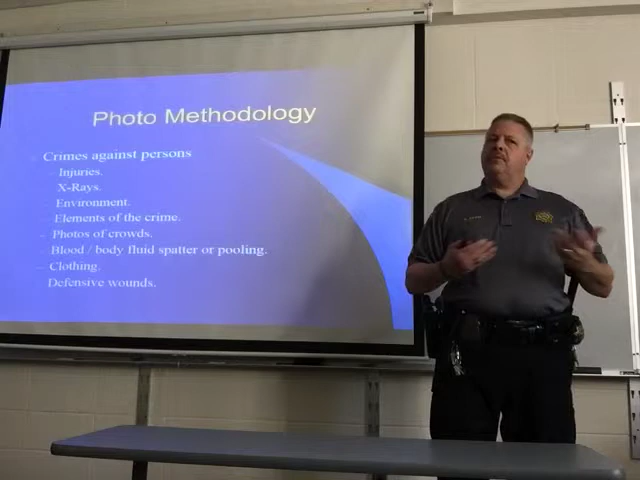 Photo Methodology
– Crimes against persons
– Injuries.
– X-Rays.
– Environment.
– Elements of the crime.
– Photos of crowds.
– Blood / body fluid spatter or pooling.
– Clothing.
– Defensive wounds.